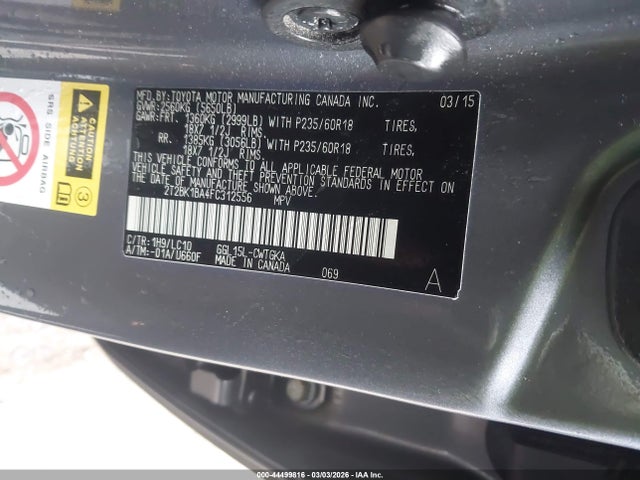 MFD.BY:TOYOTA MOTOR MANUFACTURING CANADA INC. 03/15
GVWR:2560KG (5650LB)
GAWR:FRT. 1360KG (2999LB) WITH P235/60R18 TIRES,
18X7 1/2J RIMS.
RR. 1385KG (3056LB) WITH P235/60R18 TIRES,
18X7 1/2J RIMS.
THIS VEHICLE CONFORMS TO ALL APPLICABLE FEDERAL MOTOR
VEHICLE SAFETY AND THEFT PREVENTION STANDARDS IN EFFECT
ON THE DATE OF MANUFACTURE SHOWN ABOVE.
2T2BK1BA4FC312556 MPV
C/TR:1H9/LC10 GGL15L-CWTGKA
A/TM:-01A/U660F MADE IN CANADA 069 A
CAUTION
ATTENTION
SRS SIDE AIRBAG
000-44499816 - 03/03/2026 - IAA Corp.